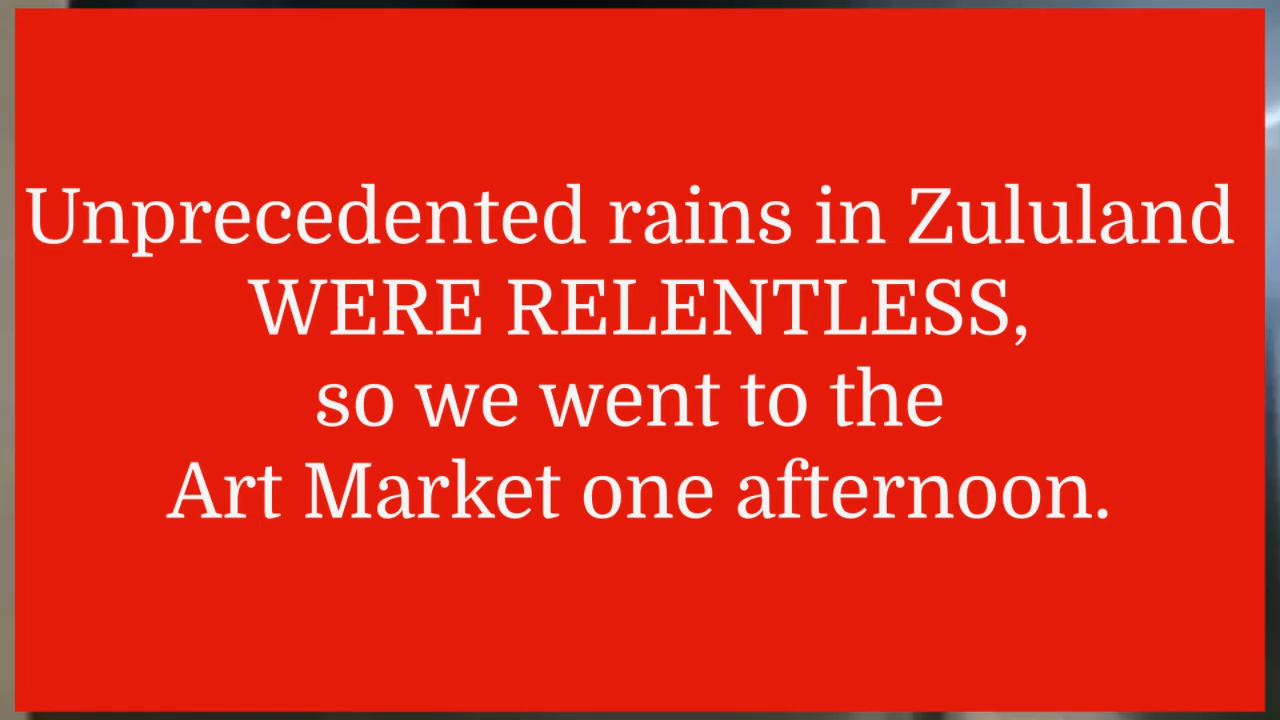 Unprecedented rains in Zululand
WERE RELENTLESS,
so we went to the
Art Market one afternoon.